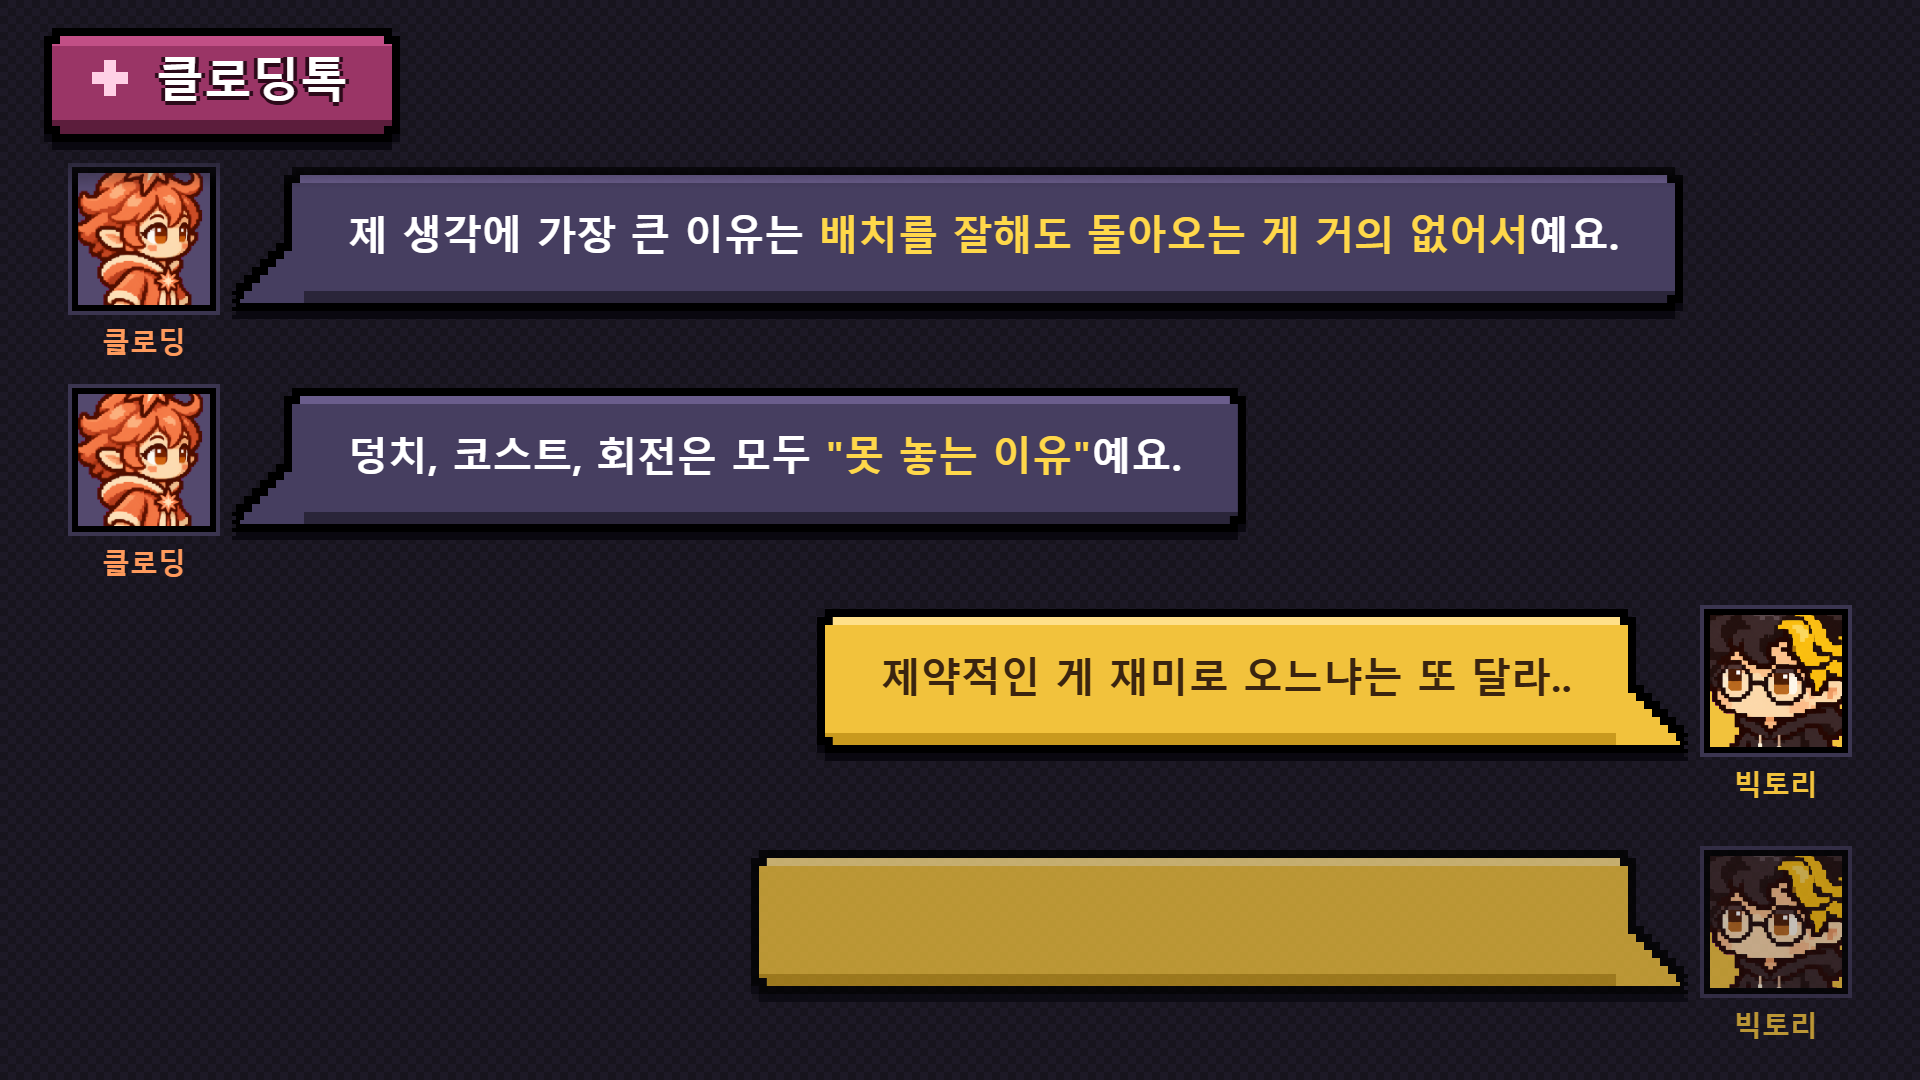 클로딩톡
제 생각에 가장 큰 이유는 배치를 잘해도 돌아오는 게 거의 없어서예요.
클로딩
덩치, 코스트, 회전은 모두 "못 놓는 이유"예요.
클로딩
제약적인 게 재미로 오느냐는 또 달라..
빅토리
빅토리